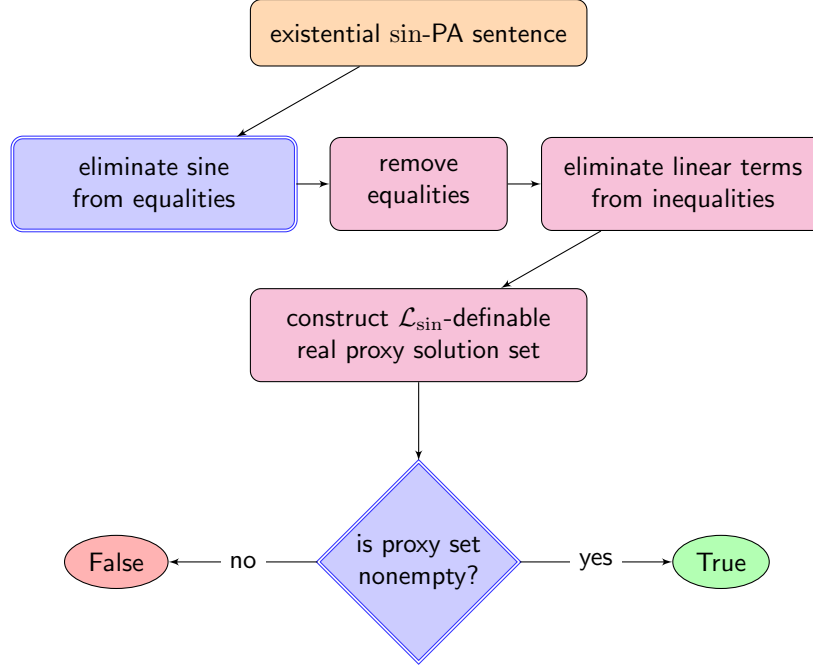 existential sin-PA sentence
eliminate sine
from equalities
remove
equalities
eliminate linear terms
from inequalities
construct ℒsin-definable
real proxy solution set
is proxy set
nonempty?
no
yes
False
True